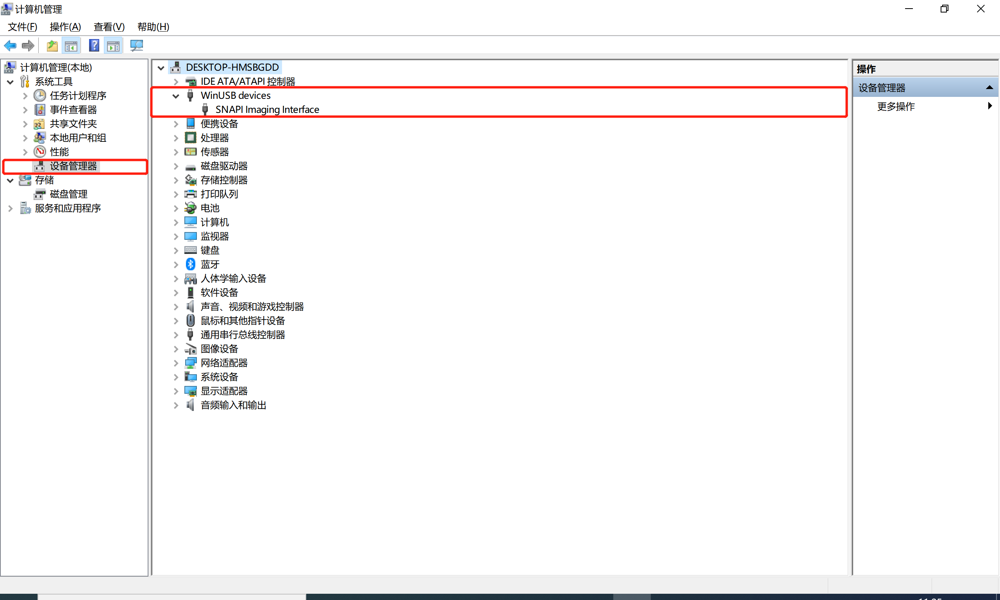 计算机管理
文件(F) 操作(A) 查看(V) 帮助(H)
计算机管理(本地)
系统工具
任务计划程序
事件查看器
共享文件夹
本地用户和组
性能
设备管理器
存储
磁盘管理
服务和应用程序
DESKTOP-HMSBGDD
IDE ATA/ATAPI 控制器
WinUSB devices
SNAPI Imaging Interface
便携设备
处理器
传感器
磁盘驱动器
存储控制器
打印队列
电池
计算机
监视器
键盘
蓝牙
人体学输入设备
软件设备
声音、视频和游戏控制器
鼠标和其他指针设备
通用串行总线控制器
图像设备
网络适配器
系统设备
显示适配器
音频输入和输出
操作
设备管理器
更多操作